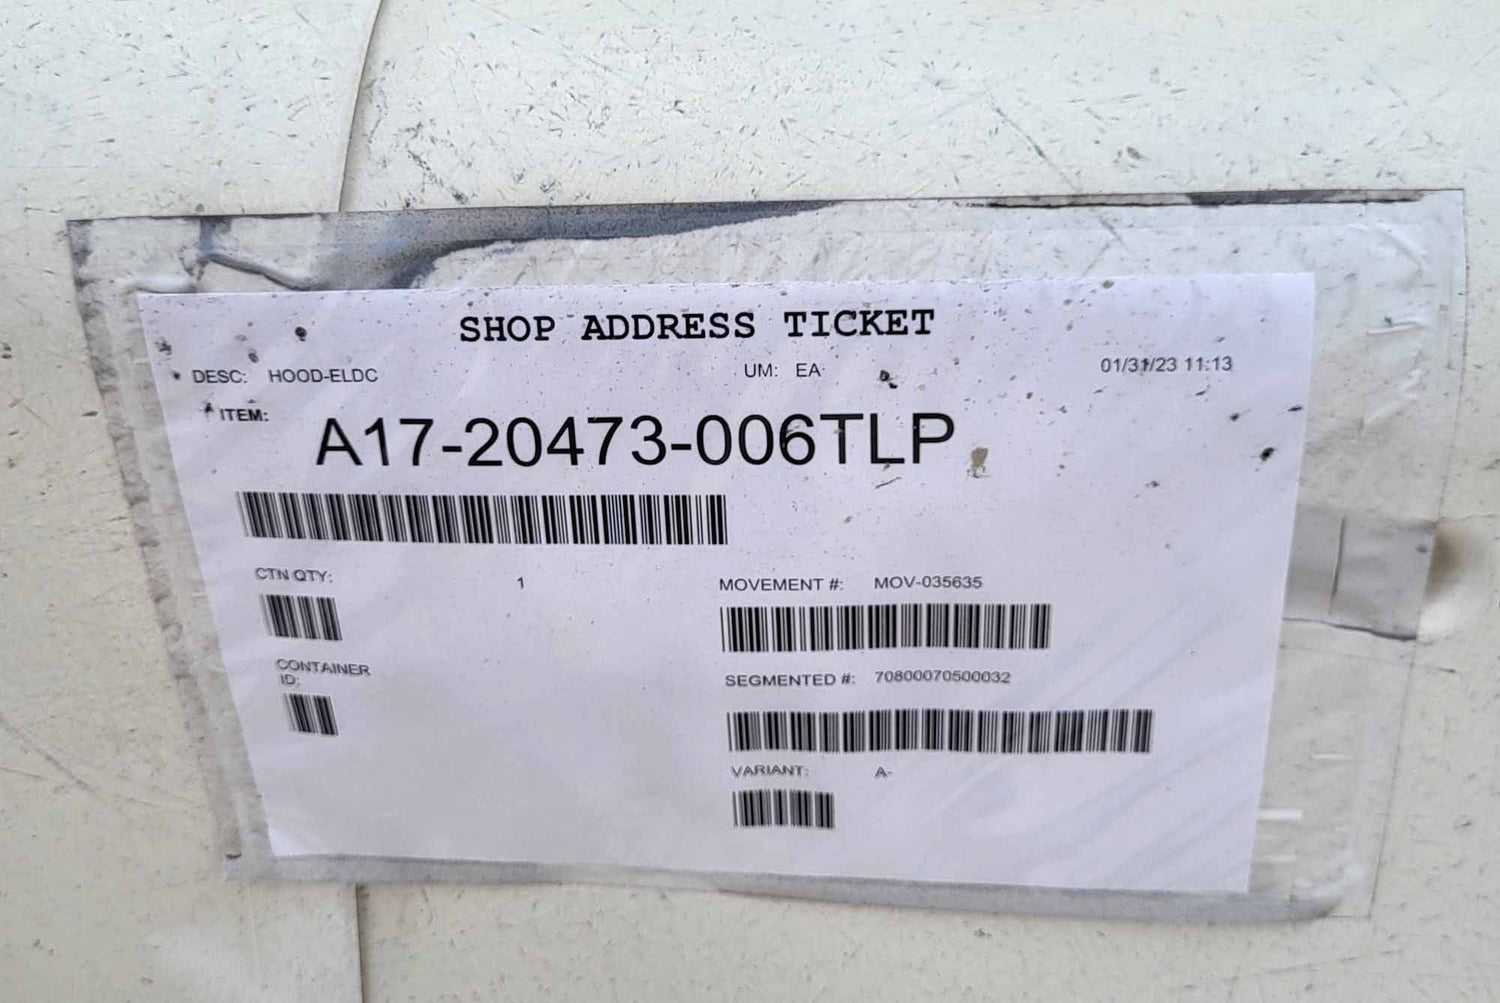 SHOP ADDRESS TICKET
DESC: HOOD-ELDC UM: EA 01/31/23 11:13
ITEM:
A17-20473-006TLP
CTN QTY: 1 MOVEMENT #: MOV-035635
CONTAINER
ID:
SEGMENTED #: 70800070500032
VARIANT: A-